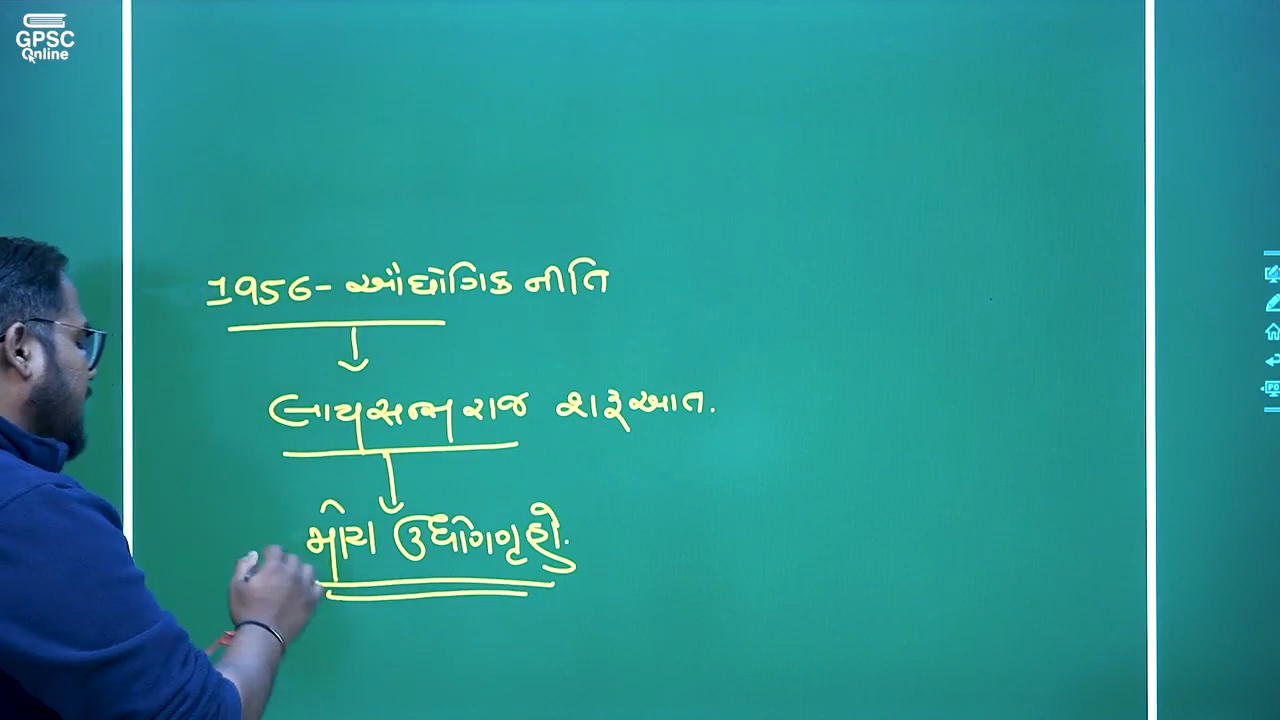 GPSC
Online
1956 - ઔદ્યોગિક નીતિ
લાયસન્સ રાજ શરૂઆત.
મોટા ઉદ્યોગગૃહો.